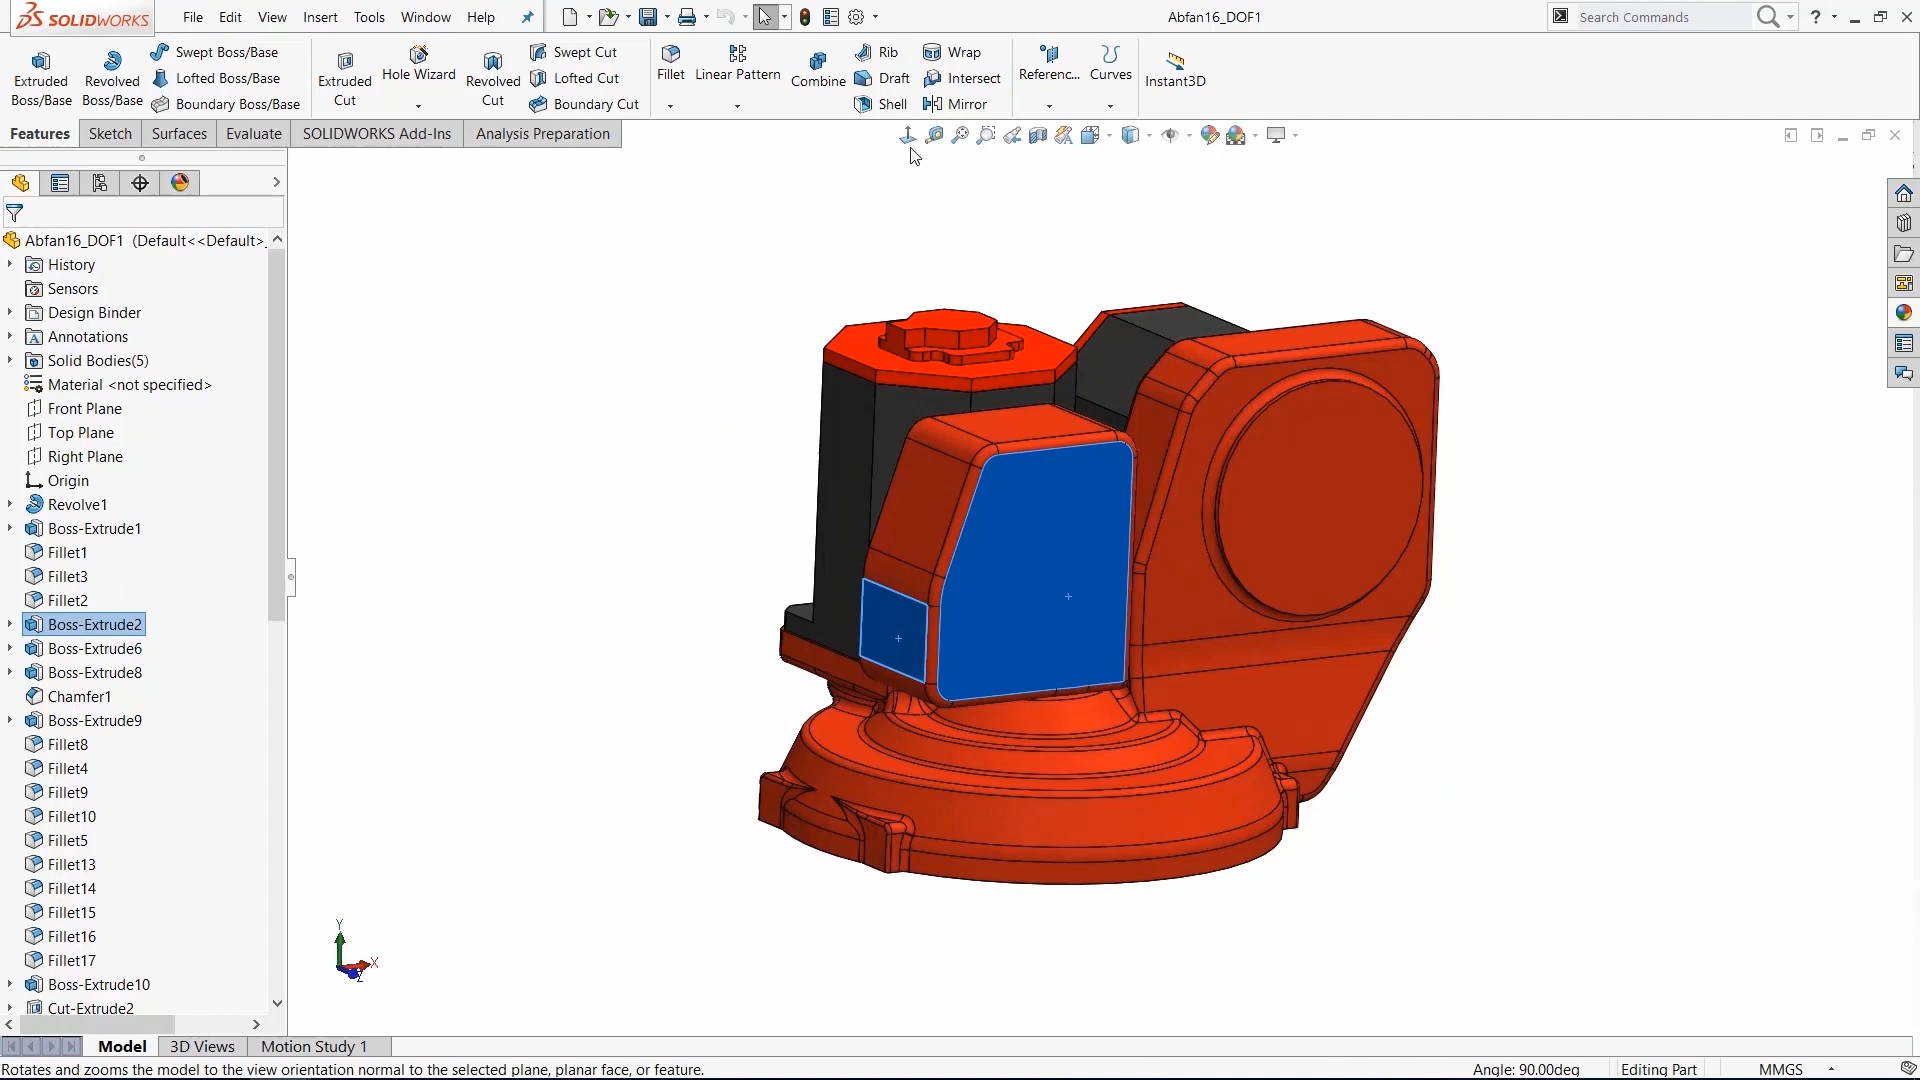 SOLIDWORKS File Edit View Insert Tools Window Help Abfan16_DOF1 Search Commands ?
Extruded Boss/Base
Revolved Boss/Base
Swept Boss/Base
Lofted Boss/Base
Boundary Boss/Base
Extruded Cut
Hole Wizard
Revolved Cut
Swept Cut
Lofted Cut
Boundary Cut
Fillet
Linear Pattern
Combine
Rib
Draft
Shell
Wrap
Intersect
Mirror
Referenc...
Curves
Instant3D
Features Sketch Surfaces Evaluate SOLIDWORKS Add-Ins Analysis Preparation
Abfan16_DOF1 (Default<<Default>_
History
Sensors
Design Binder
Annotations
Solid Bodies(5)
Material <not specified>
Front Plane
Top Plane
Right Plane
Origin
Revolve1
Boss-Extrude1
Fillet1
Fillet3
Fillet2
Boss-Extrude2
Boss-Extrude6
Boss-Extrude8
Chamfer1
Boss-Extrude9
Fillet8
Fillet4
Fillet9
Fillet10
Fillet5
Fillet13
Fillet14
Fillet15
Fillet16
Fillet17
Boss-Extrude10
Cut-Extrude2
Y
X
Z
Model 3D Views Motion Study 1
Rotates and zooms the model to the view orientation normal to the selected plane, planar face, or feature. Angle: 90.00deg Editing Part MMGS